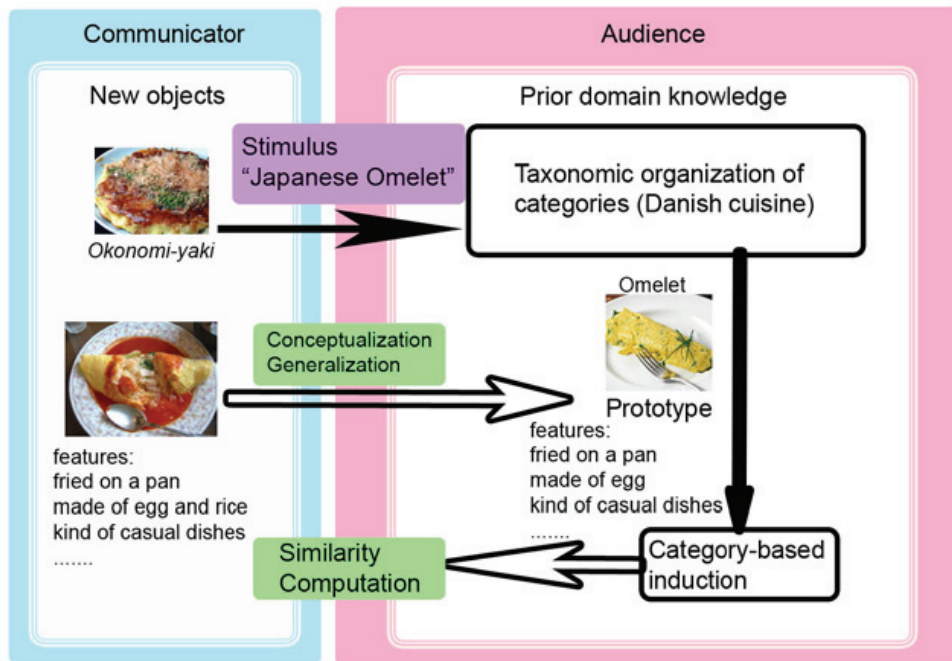 Communicator
Audience
New objects
Prior domain knowledge
Stimulus
“Japanese Omelet”
Taxonomic organization of
categories (Danish cuisine)
Okonomi-yaki
Omelet
Conceptualization
Generalization
Prototype
features:
fried on a pan
made of egg
kind of casual dishes
.......
features:
fried on a pan
made of egg and rice
kind of casual dishes
.......
Similarity
Computation
Category-based
induction